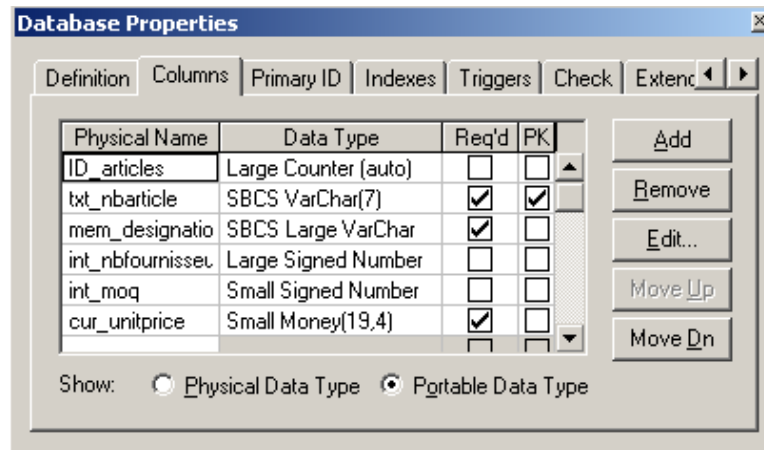 Database Properties
Definition Columns Primary ID Indexes Triggers Check Extend
Physical Name Data Type Req'd PK
ID_articles Large Counter (auto)
txt_nbarticle SBCS VarChar(7)
mem_designatio SBCS Large VarChar
int_nbfournisseu Large Signed Number
int_moq Small Signed Number
cur_unitprice Small Money(19,4)
Add
Remove
Edit...
Move Up
Move Dn
Show: Physical Data Type Portable Data Type